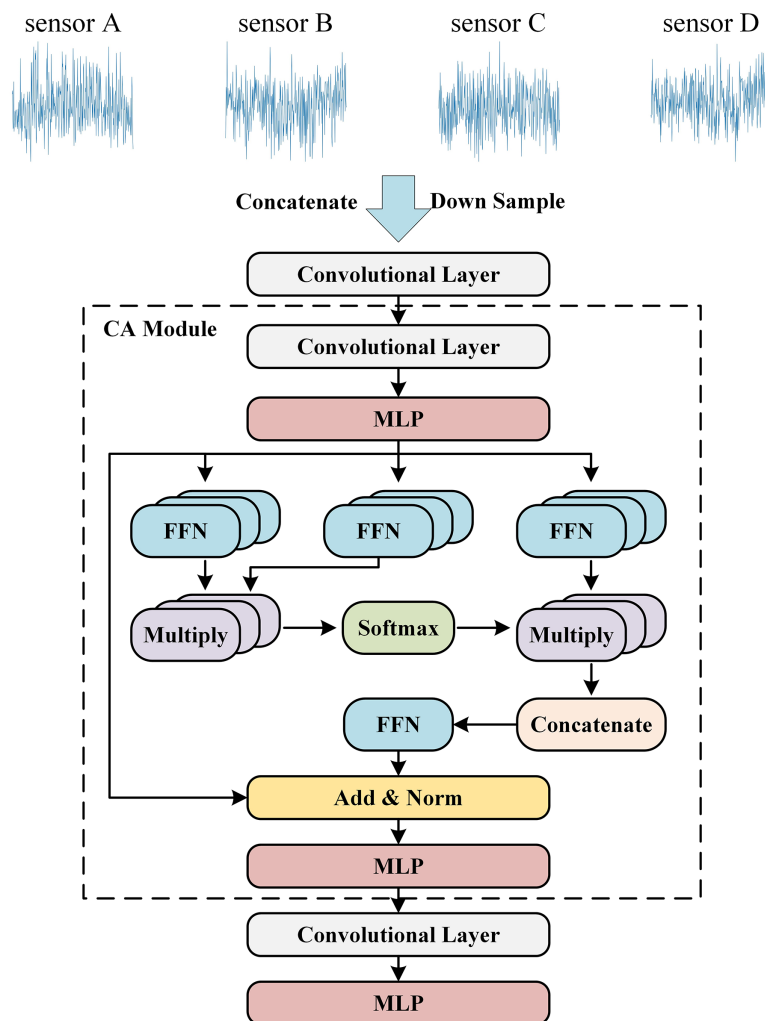 sensor A
sensor B
sensor C
sensor D
Concatenate
Down Sample
Convolutional Layer
CA Module
Convolutional Layer
MLP
FFN
FFN
FFN
Multiply
Softmax
Multiply
FFN
Concatenate
Add & Norm
MLP
Convolutional Layer
MLP